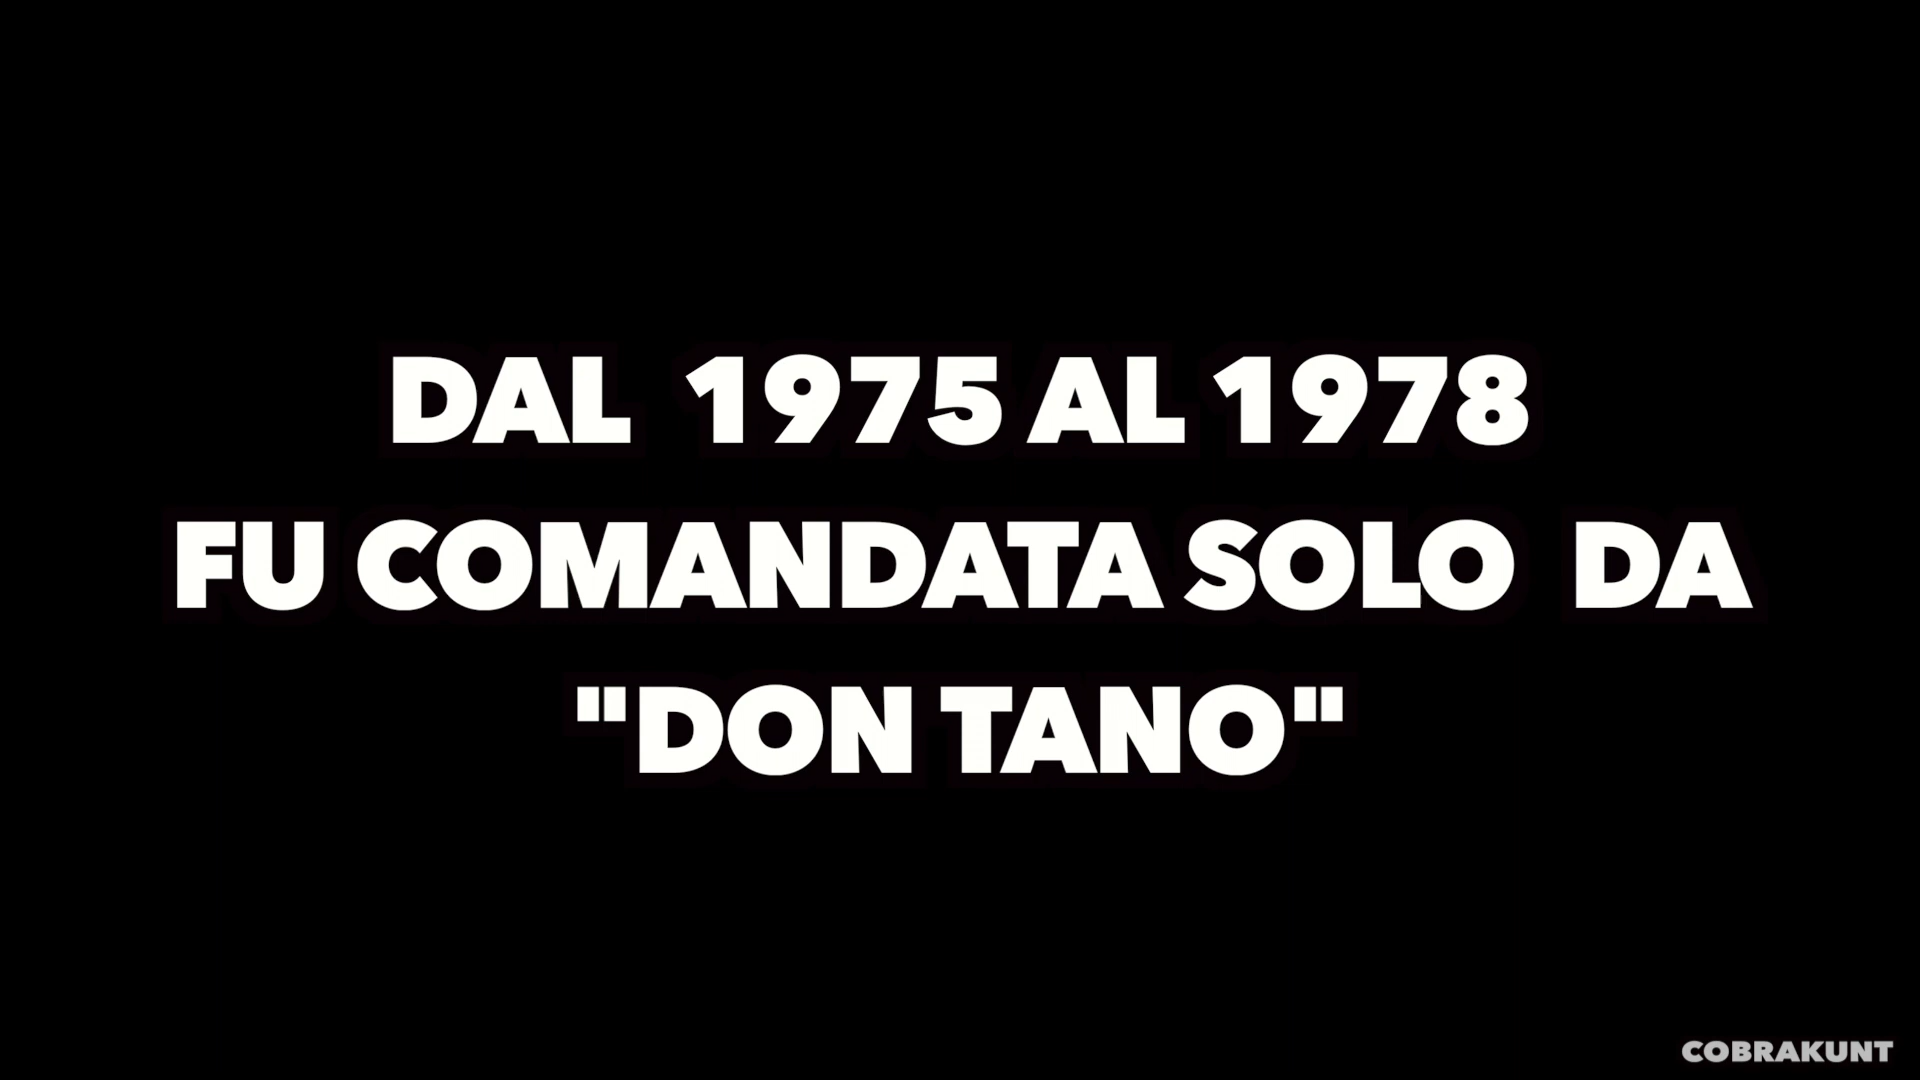 DAL 1975 AL 1978
FU COMANDATA SOLO DA
"DON TANO"
COBRAKUNT